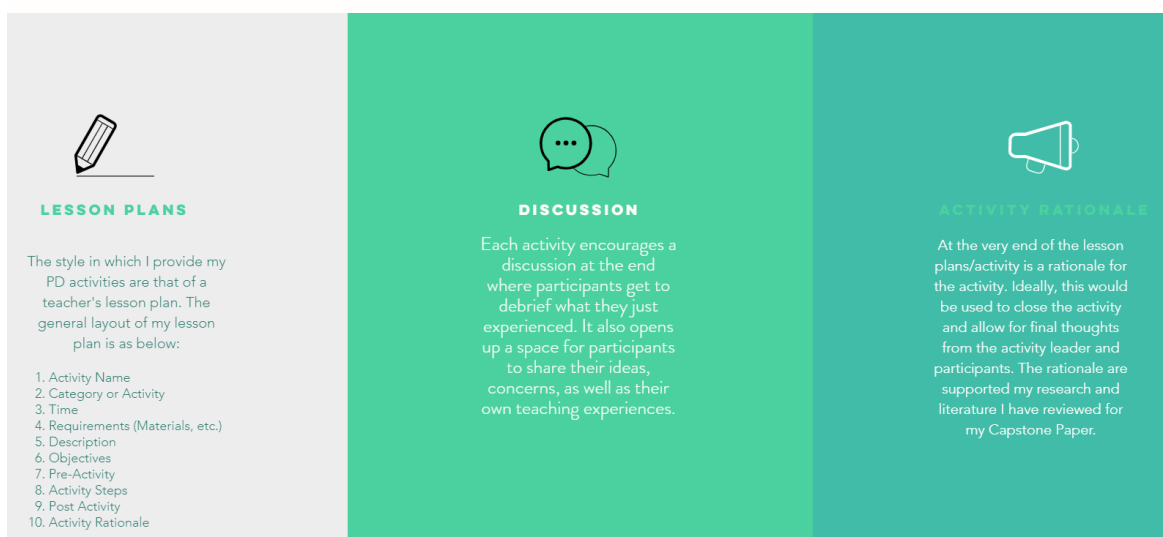 LESSON PLANS
The style in which I provide my
PD activities are that of a
teacher's lesson plan. The
general layout of my lesson
plan is as below:
1. Activity Name
2. Category or Activity
3. Time
4. Requirements (Materials, etc.)
5. Description
6. Objectives
7. Pre-Activity
8. Activity Steps
9. Post Activity
10. Activity Rationale
DISCUSSION
Each activity encourages a
discussion at the end
where participants get to
debrief what they just
experienced. It also opens
up a space for participants
to share their ideas,
concerns, as well as their
own teaching experiences.
ACTIVITY RATIONALE
At the very end of the lesson
plans/activity is a rationale for
the activity. Ideally, this would
be used to close the activity
and allow for final thoughts
from the activity leader and
participants. The rationale are
supported my research and
literature I have reviewed for
my Capstone Paper.